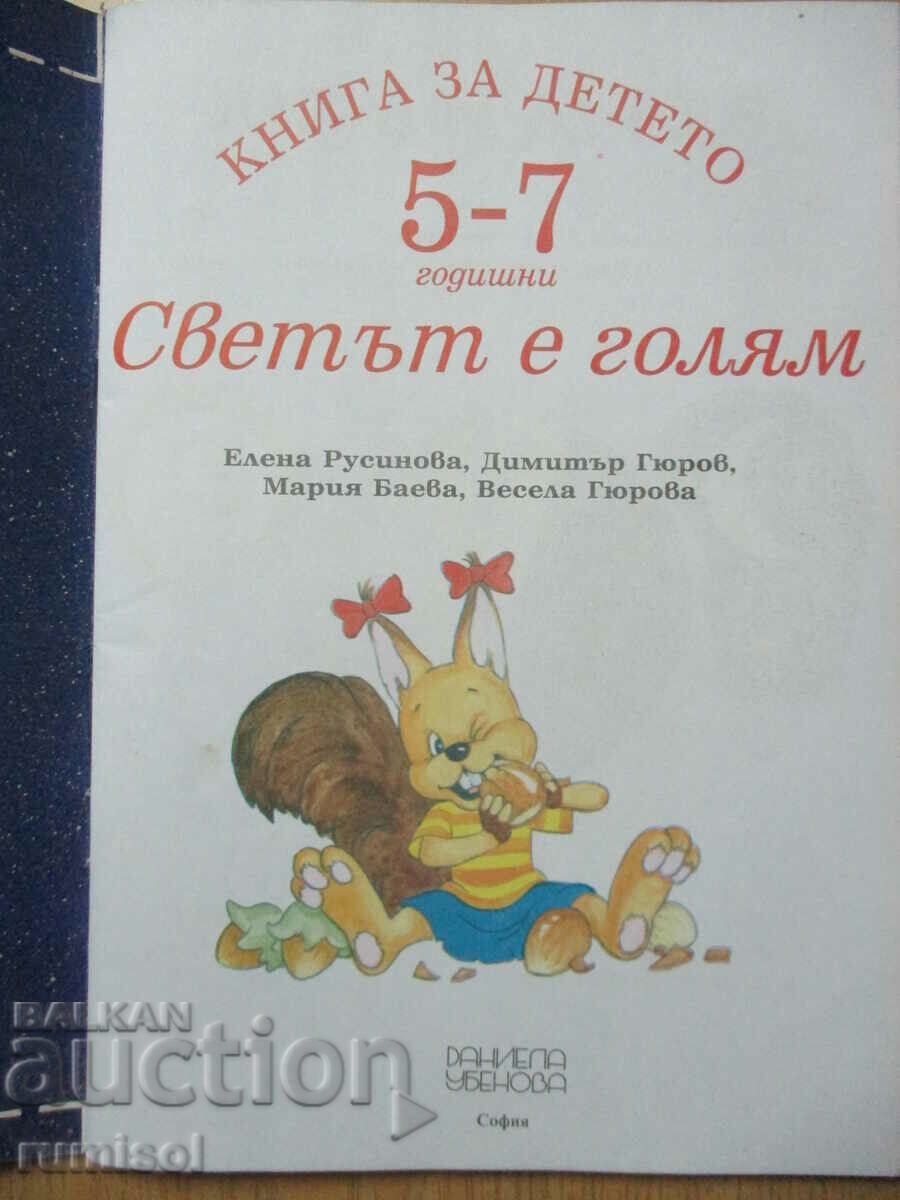 КНИГА ЗА ДЕТЕТО
5-7
годишни
Светът е голям
Елена Русинова, Димитър Гюров,
Мария Баева, Весела Гюрова
ДАНИЕЛА
УБЕНОВА
София
BALKAN
auction
rumisol